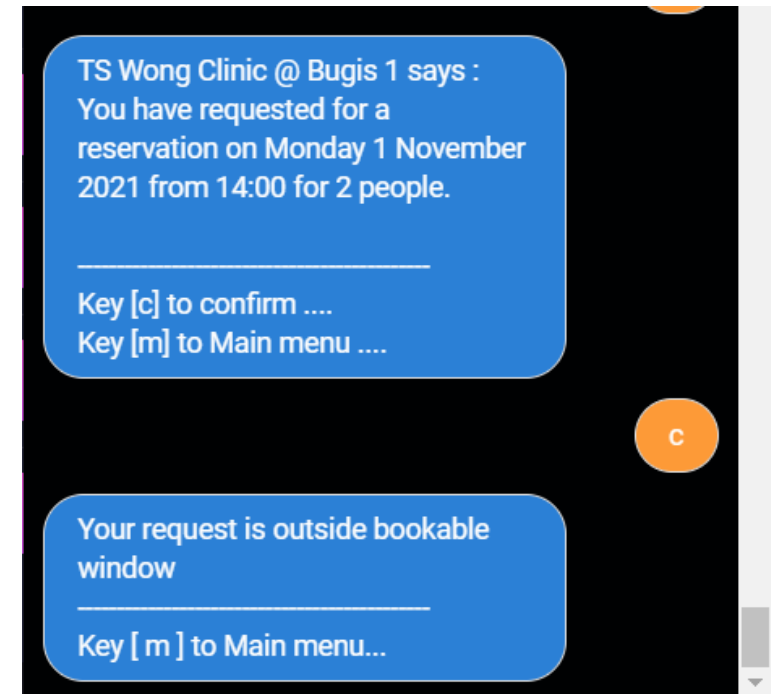 TS Wong Clinic @ Bugis 1 says :
You have requested for a
reservation on Monday 1 November
2021 from 14:00 for 2 people.
----------------------------------------
Key [c] to confirm ....
Key [m] to Main menu ....
c
Your request is outside bookable
window
----------------------------------------
Key [ m ] to Main menu...